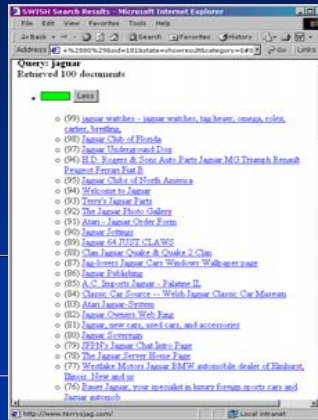 SWISH Search Results - Microsoft Internet Explorer
File Edit View Favorites Tools Help
Back
Search Favorites History
Address
Go Links
Query: jaguar
Retrieved 100 documents
Less
(99) jaguar watches - jaguar watches, tag heuer, omega, rolex,
cartier, breitling,
(98) Jaguar Club of Florida
(97) Jaguar Underground Don
(96) H.D. Rogers & Sons Auto Parts Jaguar MG Triumph Renault
Peugeot Ferrari Fiat B
(95) Jaguar Clubs of North America
(94) Welcome to Jaguar
(93) Terry's Jaguar Parts
(92) The Jaguar Photo Gallery
(91) Atari - Jaguar Order Form
(90) Jaguar Jottings
(89) Jaguar 64 JUST CLAWS
(88) Clan Jaguar Quake & Quake 2 Clan
(87) Jag-lovers Jaguar Cars Windows Wallpaper page
(86) Jaguar Publishing
(85) A.C. Imports Jaguar - Palatine IL
(84) Classic Car Source -- Welsh Jaguar Classic Car Museum
(83) Atari Jaguar-System
(82) Jaguar Owners Web Ring
(81) Jaguar, new cars, used cars, and accessories
(80) Jaguar Sovereign
(79) JFPN's Jaguar Chat Intro Page
(78) The Jaguar Server Home Page
(77) Westlake Motors Jaguar BMW automobile dealer of Elmhurst,
Illinois. New and us
(76) Bauer Jaguar, your specialist in luxury foreign sports cars and
Jaguar automob
http://www.terrysjag.com/
Local intranet